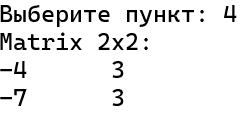 Выберите пункт: 4
Matrix 2x2:
-4      3
-7      3